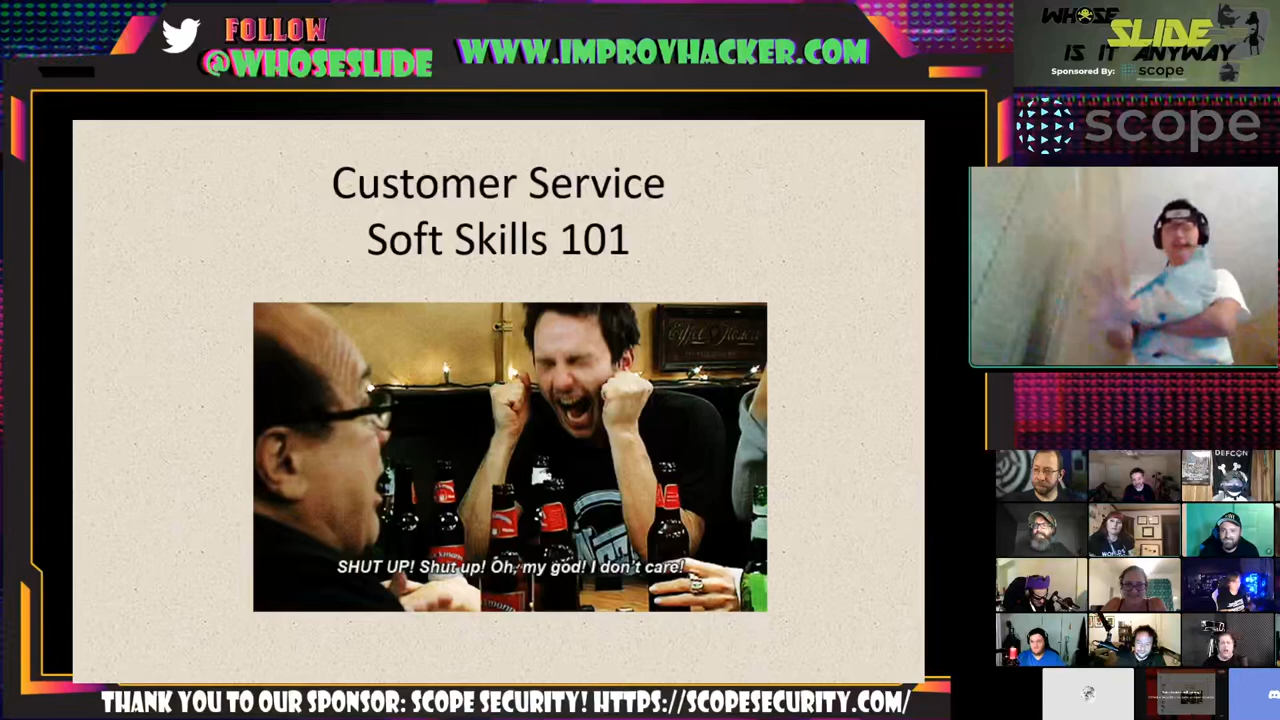 FOLLOW
@WHOSESLIDE
WWW.IMPROVHACKER.COM
WHOSE
SLIDE
IS IT ANYWAY
Sponsored By: scope
scope
Customer Service
Soft Skills 101
SHUT UP! Shut up! Oh, my god! I don't care!
DEFCON
THANK YOU TO OUR SPONSOR: SCOPE SECURITY! HTTPS://SCOPESECURITY.COM/